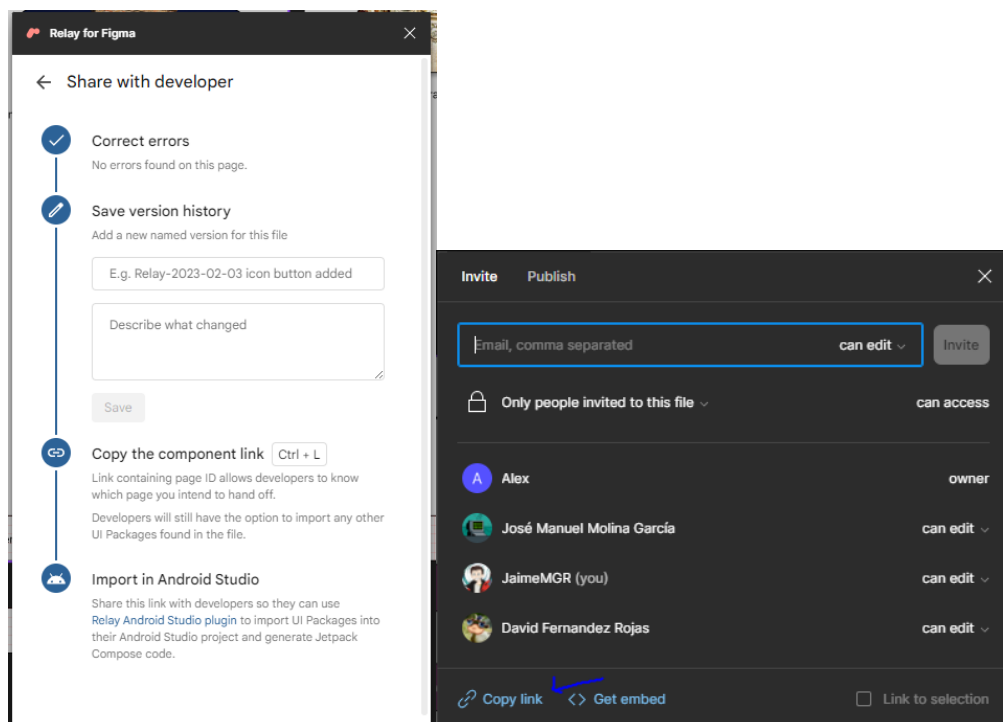 Relay for Figma
Share with developer
Correct errors
No errors found on this page.
Save version history
Add a new named version for this file
E.g. Relay-2023-02-03 icon button added
Describe what changed
Save
Copy the component link Ctrl + L
Link containing page ID allows developers to know
which page you intend to hand off.
Developers will still have the option to import any other
UI Packages found in the file.
Import in Android Studio
Share this link with developers so they can use
Relay Android Studio plugin to import UI Packages into
their Android Studio project and generate Jetpack
Compose code.
Invite Publish
Email, comma separated can edit Invite
Only people invited to this file can access
A Alex owner
José Manuel Molina García can edit
JaimeMGR (you) can edit
David Fernandez Rojas can edit
Copy link <> Get embed Link to selection